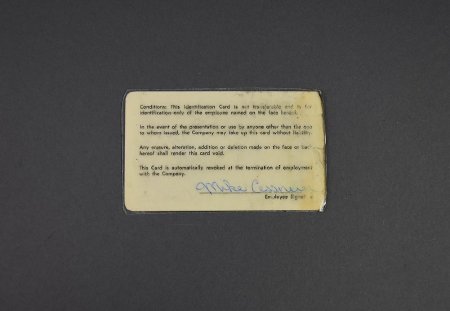 Conditions: This Identification Card is not transferable and is for
identification only of the employee named on the face hereof.
In the event of the presentation or use by anyone other than the one
to whom issued, the Company may take up this card without liability.
Any erasure, alteration, addition or deletion made on the face or back
hereof shall render this card void.
This Card is automatically revoked at the termination of employment
with the Company.
Mike
Employee Signat